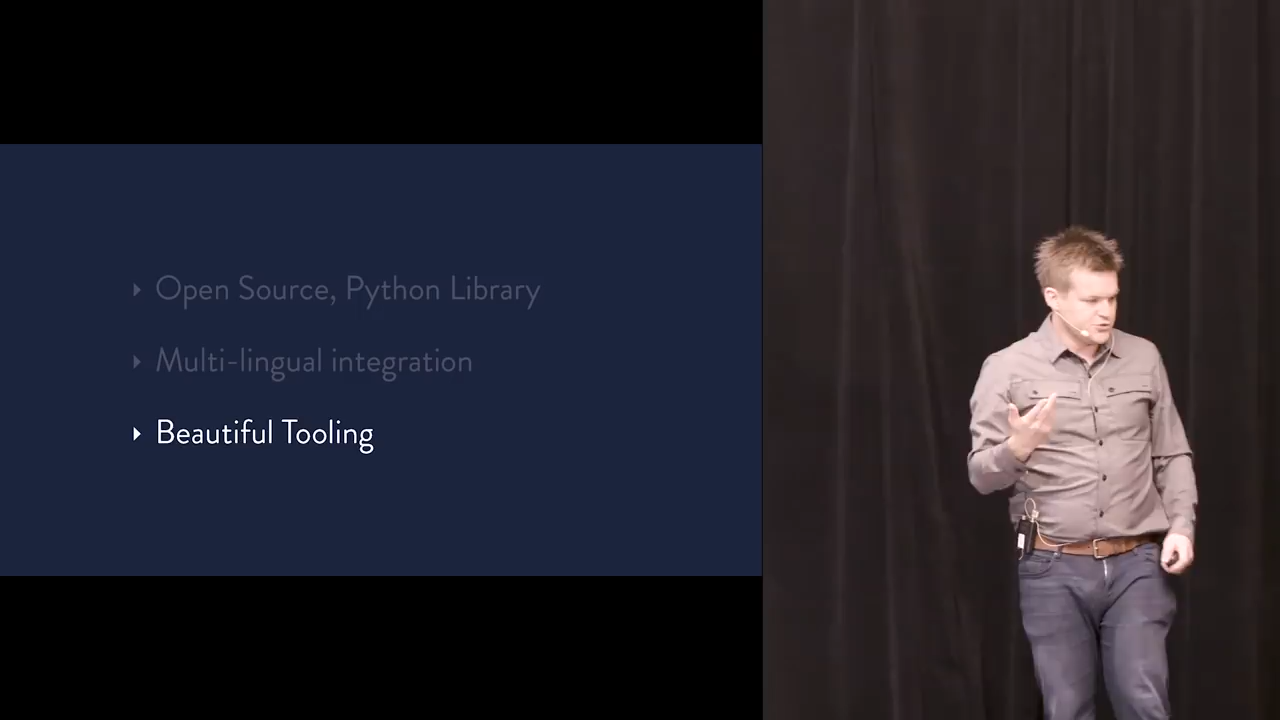 Open Source, Python Library
Multi-lingual integration
Beautiful Tooling